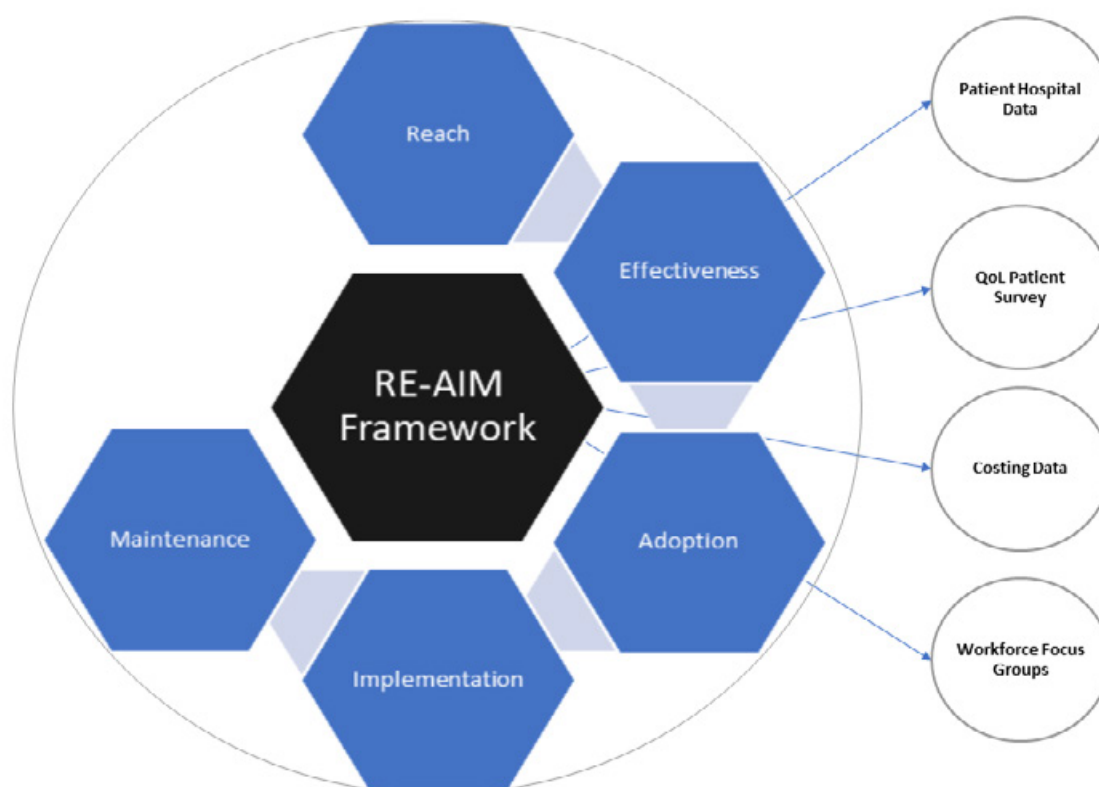 Reach
Effectiveness
RE-AIM
Framework
Adoption
Implementation
Maintenance
Patient Hospital
Data
QoL Patient
Survey
Costing Data
Workforce Focus
Groups